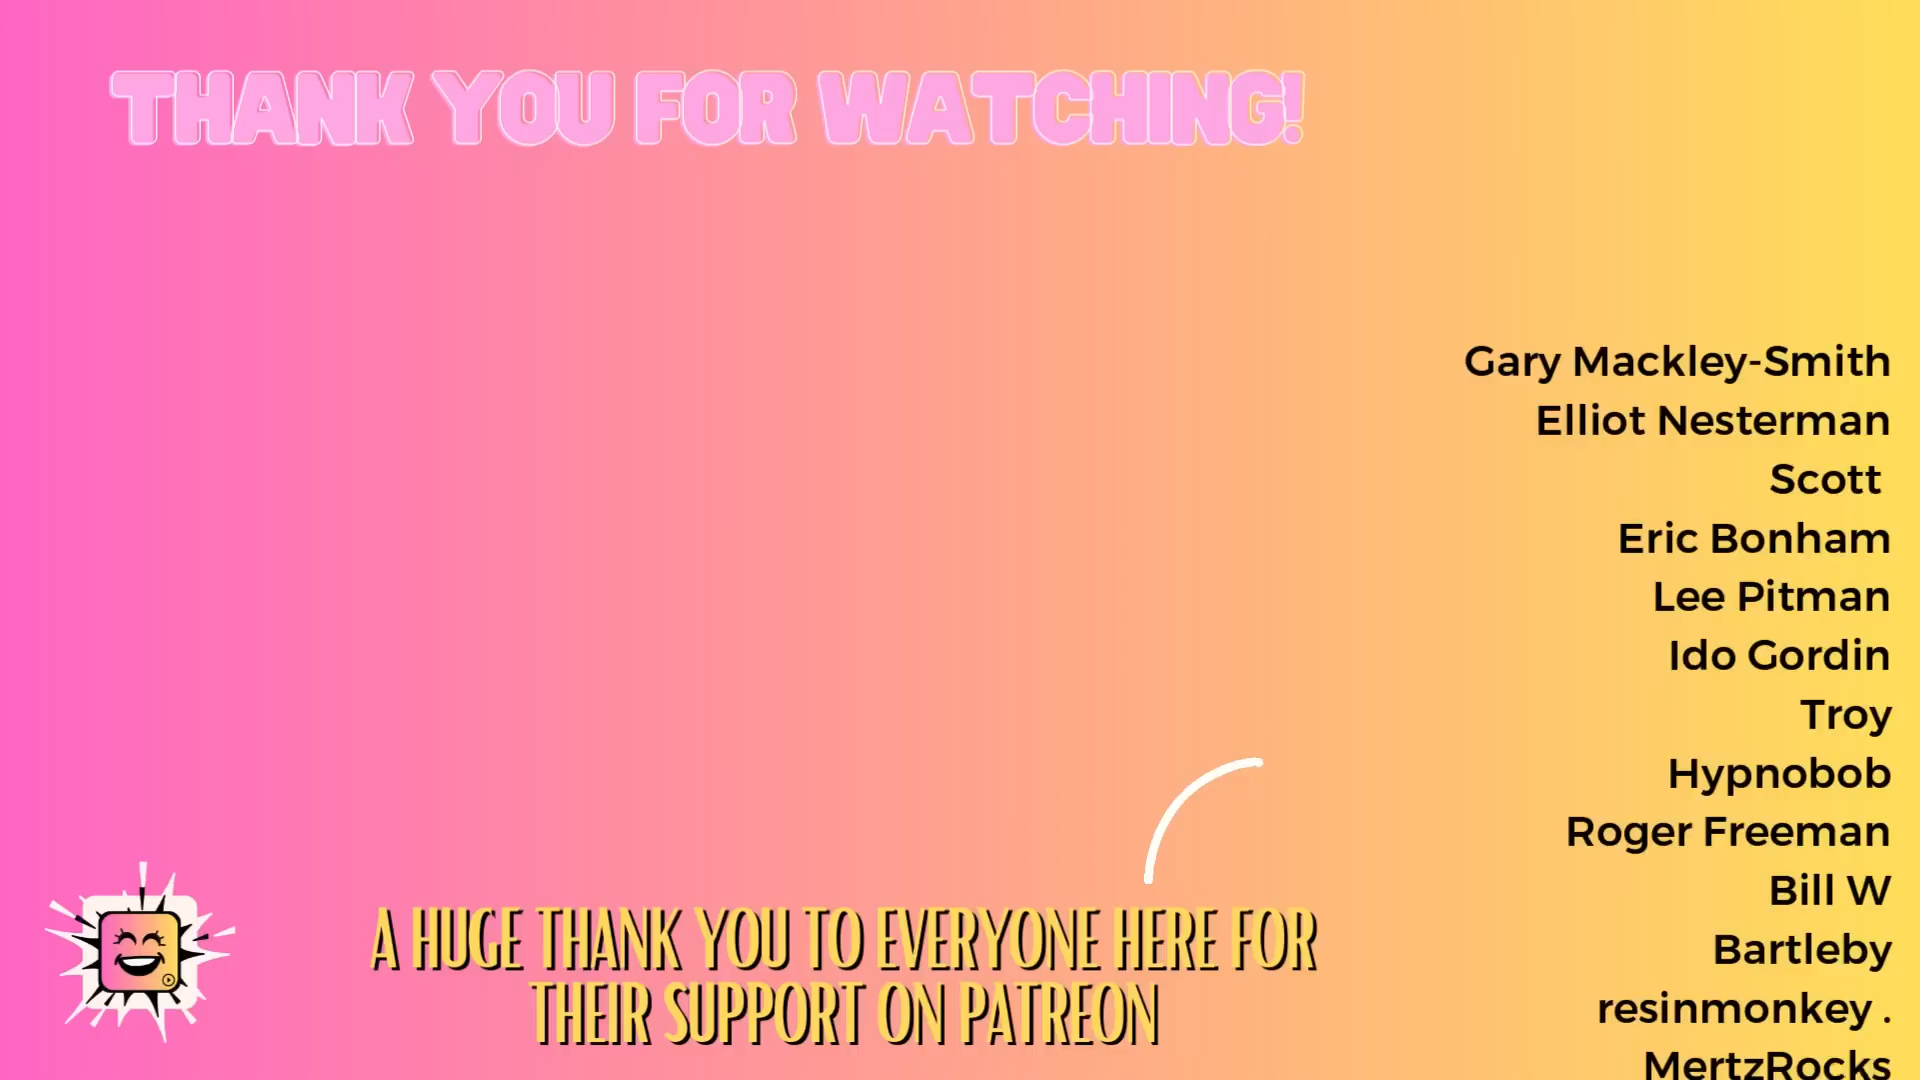 THANK YOU FOR WATCHING!
Gary Mackley-Smith
Elliot Nesterman
Scott
Eric Bonham
Lee Pitman
Ido Gordin
Troy
Hypnobob
Roger Freeman
Bill W
Bartleby
resinmonkey .
MertzRocks
A HUGE THANK YOU TO EVERYONE HERE FOR
THEIR SUPPORT ON PATREON